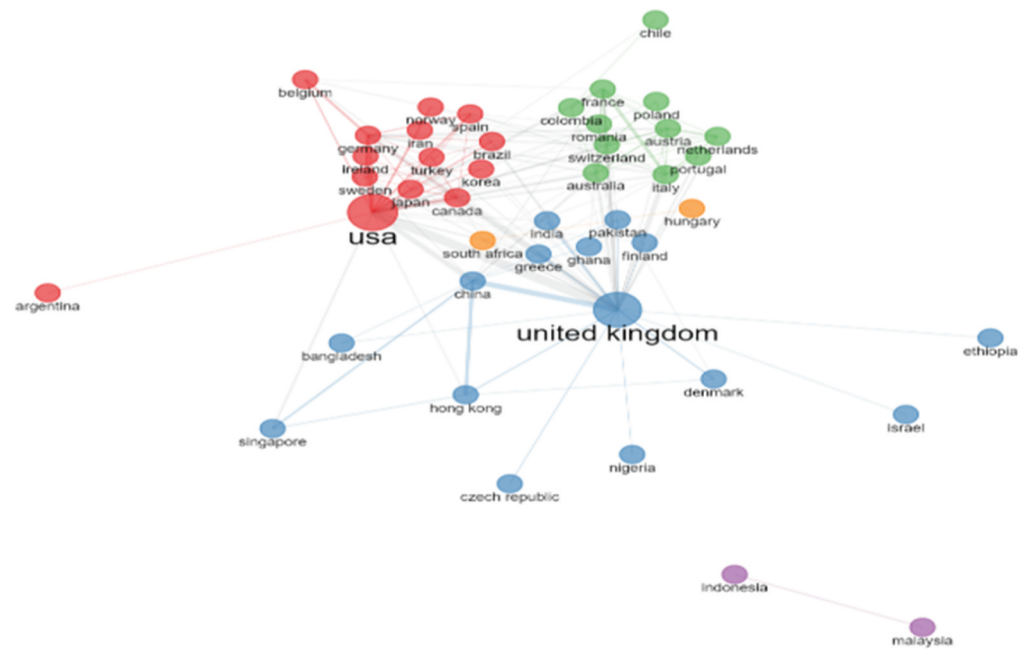 chile
belgium
france
poland
norway
spain
colombia
romania
austria
netherlands
germany
iran
brazil
switzerland
portugal
ireland
turkey
korea
sweden
japan
australia
italy
canada
usa
india
pakistan
hungary
south africa
greece
ghana
finland
china
argentina
united kingdom
bangladesh
ethiopia
denmark
hong kong
israel
singapore
nigeria
czech republic
indonesia
malaysia